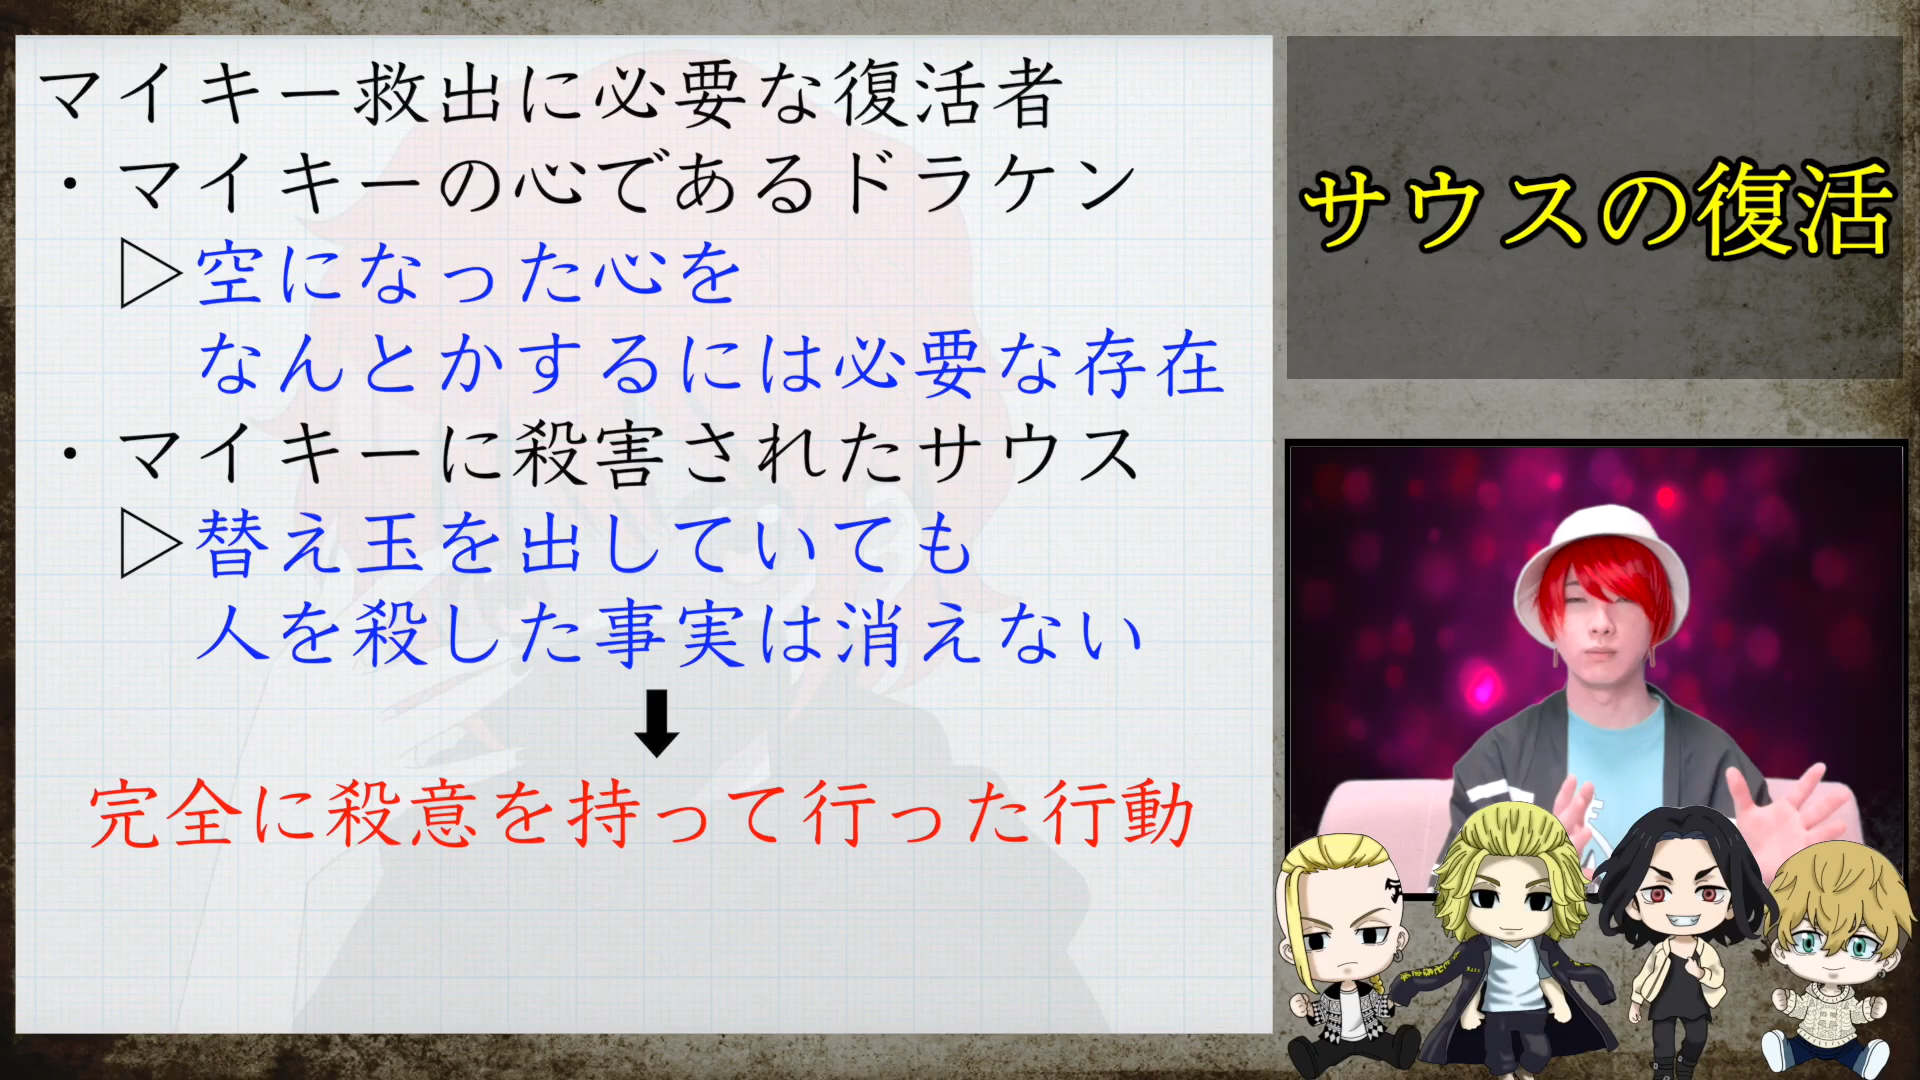 マイキー救出に必要な復活者
・マイキーの心であるドラケン
▷空になった心を
なんとかするには必要な存在
・マイキーに殺害されたサウス
▷替え玉を出していても
人を殺した事実は消えない
⬇
完全に殺意を持って行った行動
サウスの復活